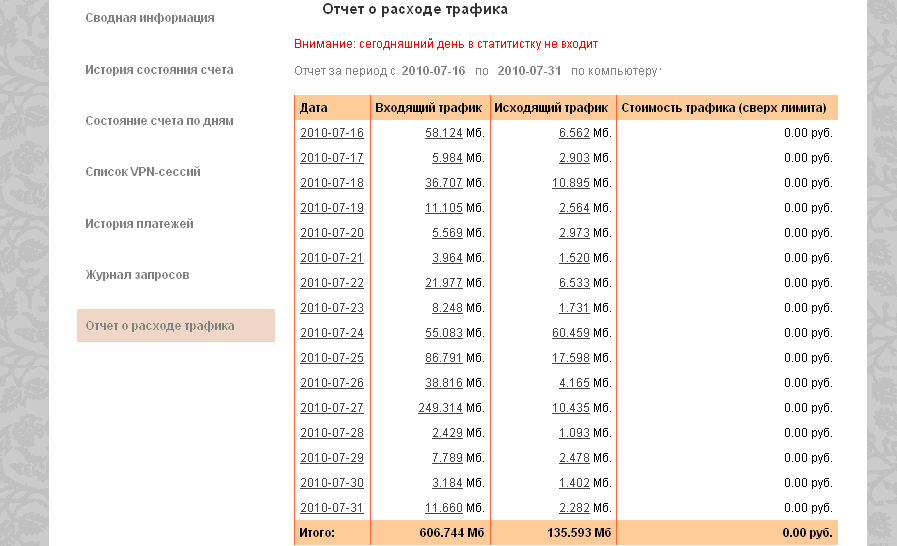 Отчет о расходе трафика
Сводная информация
История состояния счета
Состояние счета по дням
Список VPN-сессий
История платежей
Журнал запросов
Отчет о расходе трафика
Внимание: сегодняшний день в статитистку не входит
Отчет за период с 2010-07-16 по 2010-07-31 по компьютеру:
Дата Входящий трафик Исходящий трафик Стоимость трафика (сверх лимита)
2010-07-16 58.124 Мб. 6.562 Мб. 0.00 руб.
2010-07-17 5.984 Мб. 2.903 Мб. 0.00 руб.
2010-07-18 36.707 Мб. 10.895 Мб. 0.00 руб.
2010-07-19 11.105 Мб. 2.564 Мб. 0.00 руб.
2010-07-20 5.569 Мб. 2.973 Мб. 0.00 руб.
2010-07-21 3.964 Мб. 1.520 Мб. 0.00 руб.
2010-07-22 21.977 Мб. 6.533 Мб. 0.00 руб.
2010-07-23 8.248 Мб. 1.731 Мб. 0.00 руб.
2010-07-24 55.083 Мб. 60.459 Мб. 0.00 руб.
2010-07-25 86.791 Мб. 17.598 Мб. 0.00 руб.
2010-07-26 38.816 Мб. 4.165 Мб. 0.00 руб.
2010-07-27 249.314 Мб. 10.435 Мб. 0.00 руб.
2010-07-28 2.429 Мб. 1.093 Мб. 0.00 руб.
2010-07-29 7.789 Мб. 2.478 Мб. 0.00 руб.
2010-07-30 3.184 Мб. 1.402 Мб. 0.00 руб.
2010-07-31 11.660 Мб. 2.282 Мб. 0.00 руб.
Итого: 606.744 Мб 135.593 Мб 0.00 руб.